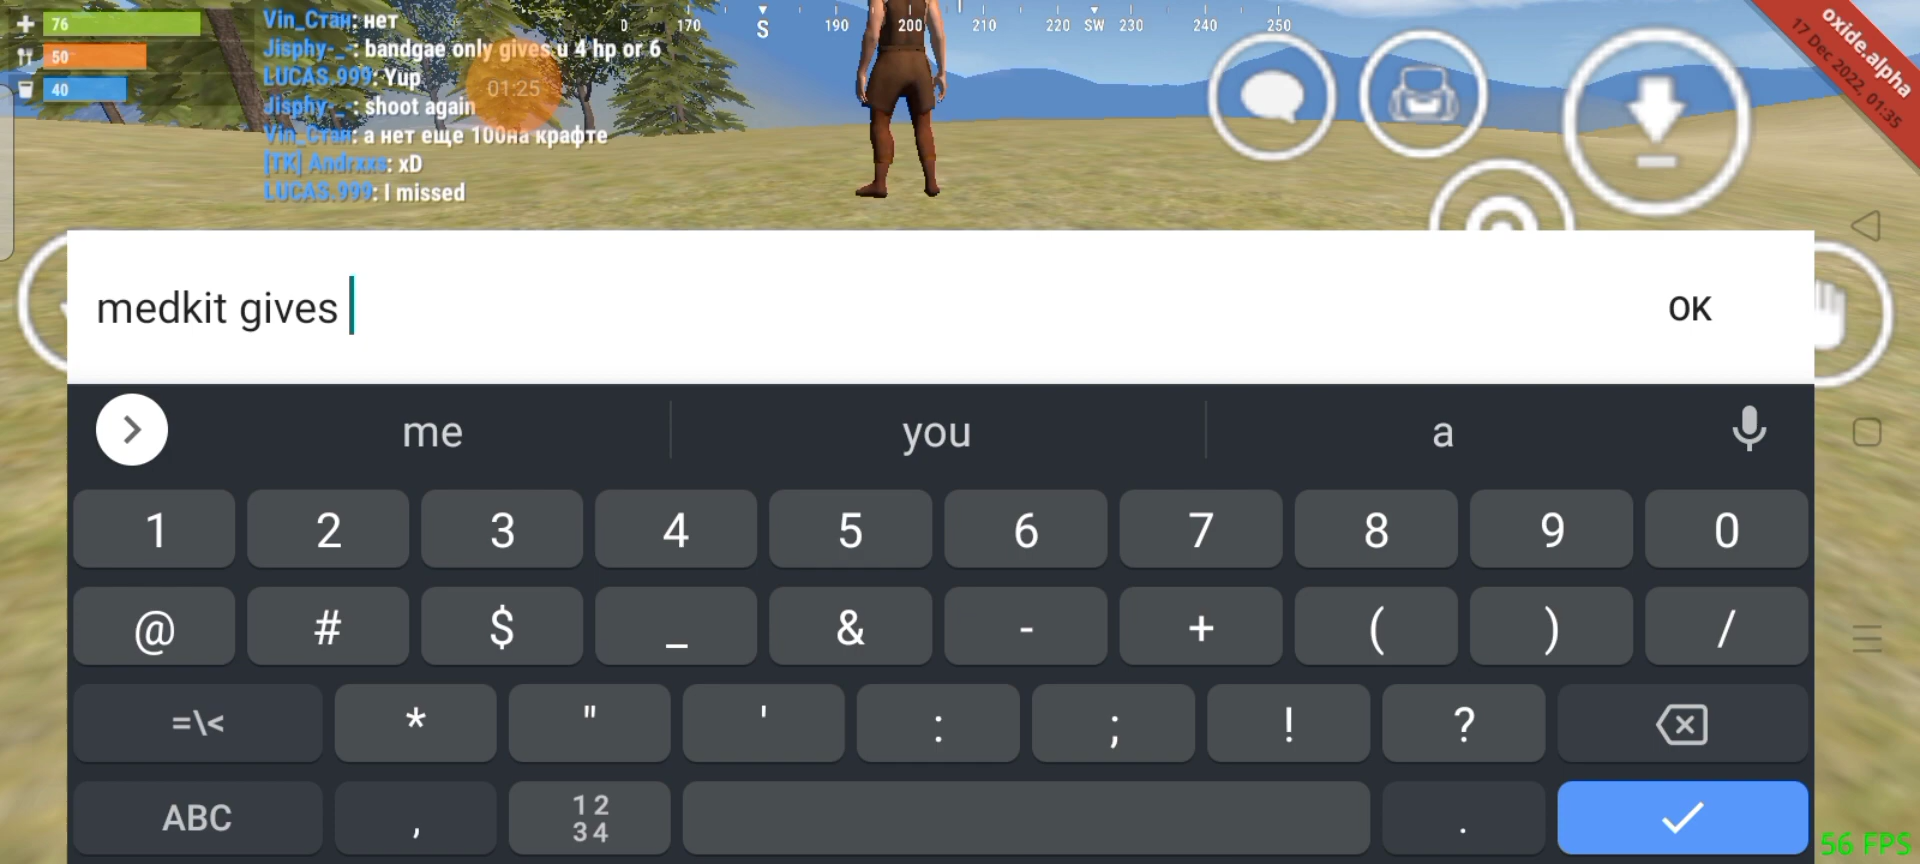 76
50
40
Vin_Стан: нет
Jisphy-_-: bandgae only gives u 4 hp or 6
LUCAS.999: Yup
Jisphy-_-: shoot again
Vin_Стан: а нет еще 100на крафте
[TK] Andrxxs: xD
LUCAS.999: I missed
01:25
170 S 190 200 210 220 SW 230 240 250
oxide.alpha
17 Dec 2022, 01:35
medkit gives
OK
me you a
1 2 3 4 5 6 7 8 9 0
@ # $ _ & - + ( ) /
=\< * " ' : ; ! ?
ABC , 12 34 .
56 FPS